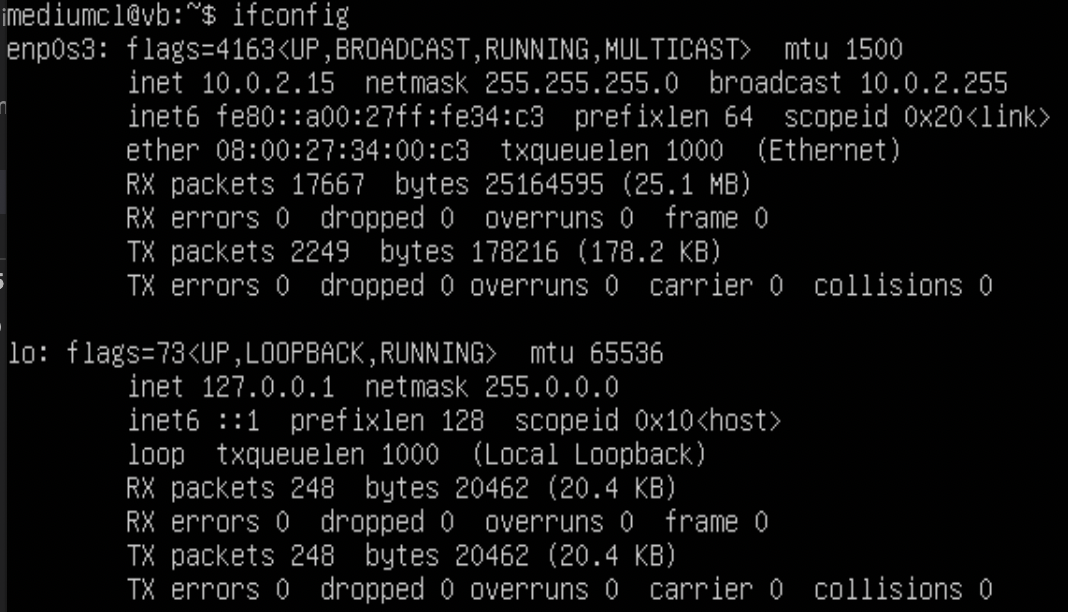 mediumcl@vb:~$ ifconfig
enp0s3: flags=4163<UP,BROADCAST,RUNNING,MULTICAST>  mtu 1500
        inet 10.0.2.15  netmask 255.255.255.0  broadcast 10.0.2.255
        inet6 fe80::a00:27ff:fe34:c3  prefixlen 64  scopeid 0x20<link>
        ether 08:00:27:34:00:c3  txqueuelen 1000  (Ethernet)
        RX packets 17667  bytes 25164595 (25.1 MB)
        RX errors 0  dropped 0  overruns 0  frame 0
        TX packets 2249  bytes 178216 (178.2 KB)
        TX errors 0  dropped 0 overruns 0  carrier 0  collisions 0
lo: flags=73<UP,LOOPBACK,RUNNING>  mtu 65536
        inet 127.0.0.1  netmask 255.0.0.0
        inet6 ::1  prefixlen 128  scopeid 0x10<host>
        loop  txqueuelen 1000  (Local Loopback)
        RX packets 248  bytes 20462 (20.4 KB)
        RX errors 0  dropped 0  overruns 0  frame 0
        TX packets 248  bytes 20462 (20.4 KB)
        TX errors 0  dropped 0 overruns 0  carrier 0  collisions 0